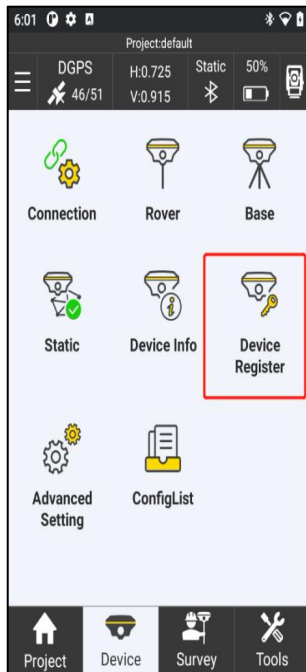 6:01
Project:default
DGPS H:0.725 Static 50%
46/51 V:0.915
Connection Rover Base
Static Device Info Device
Register
Advanced ConfigList
Setting
Project Device Survey Tools